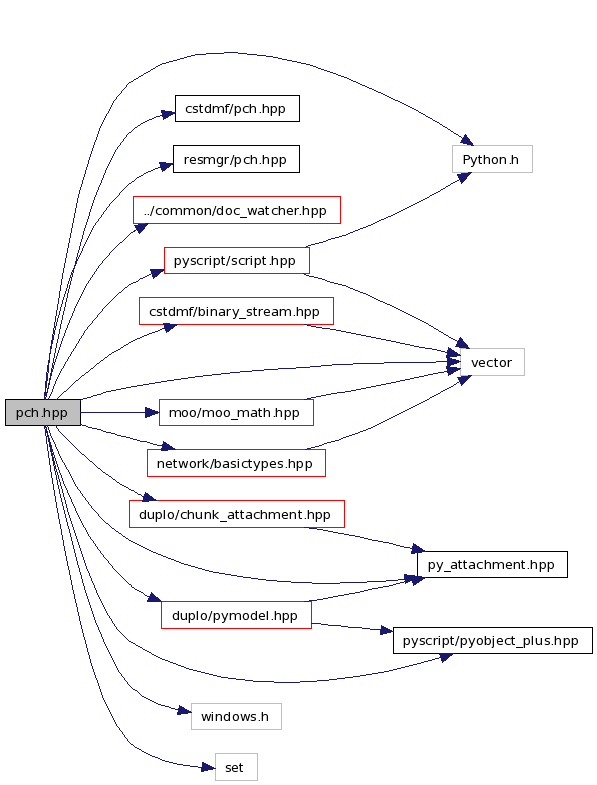 cstdmf/pch.hpp
Python.h
resmgr/pch.hpp
../common/doc_watcher.hpp
pyscript/script.hpp
cstdmf/binary_stream.hpp
vector
pch.hpp
moo/moo_math.hpp
network/basictypes.hpp
duplo/chunk_attachment.hpp
py_attachment.hpp
duplo/pymodel.hpp
pyscript/pyobject_plus.hpp
windows.h
set